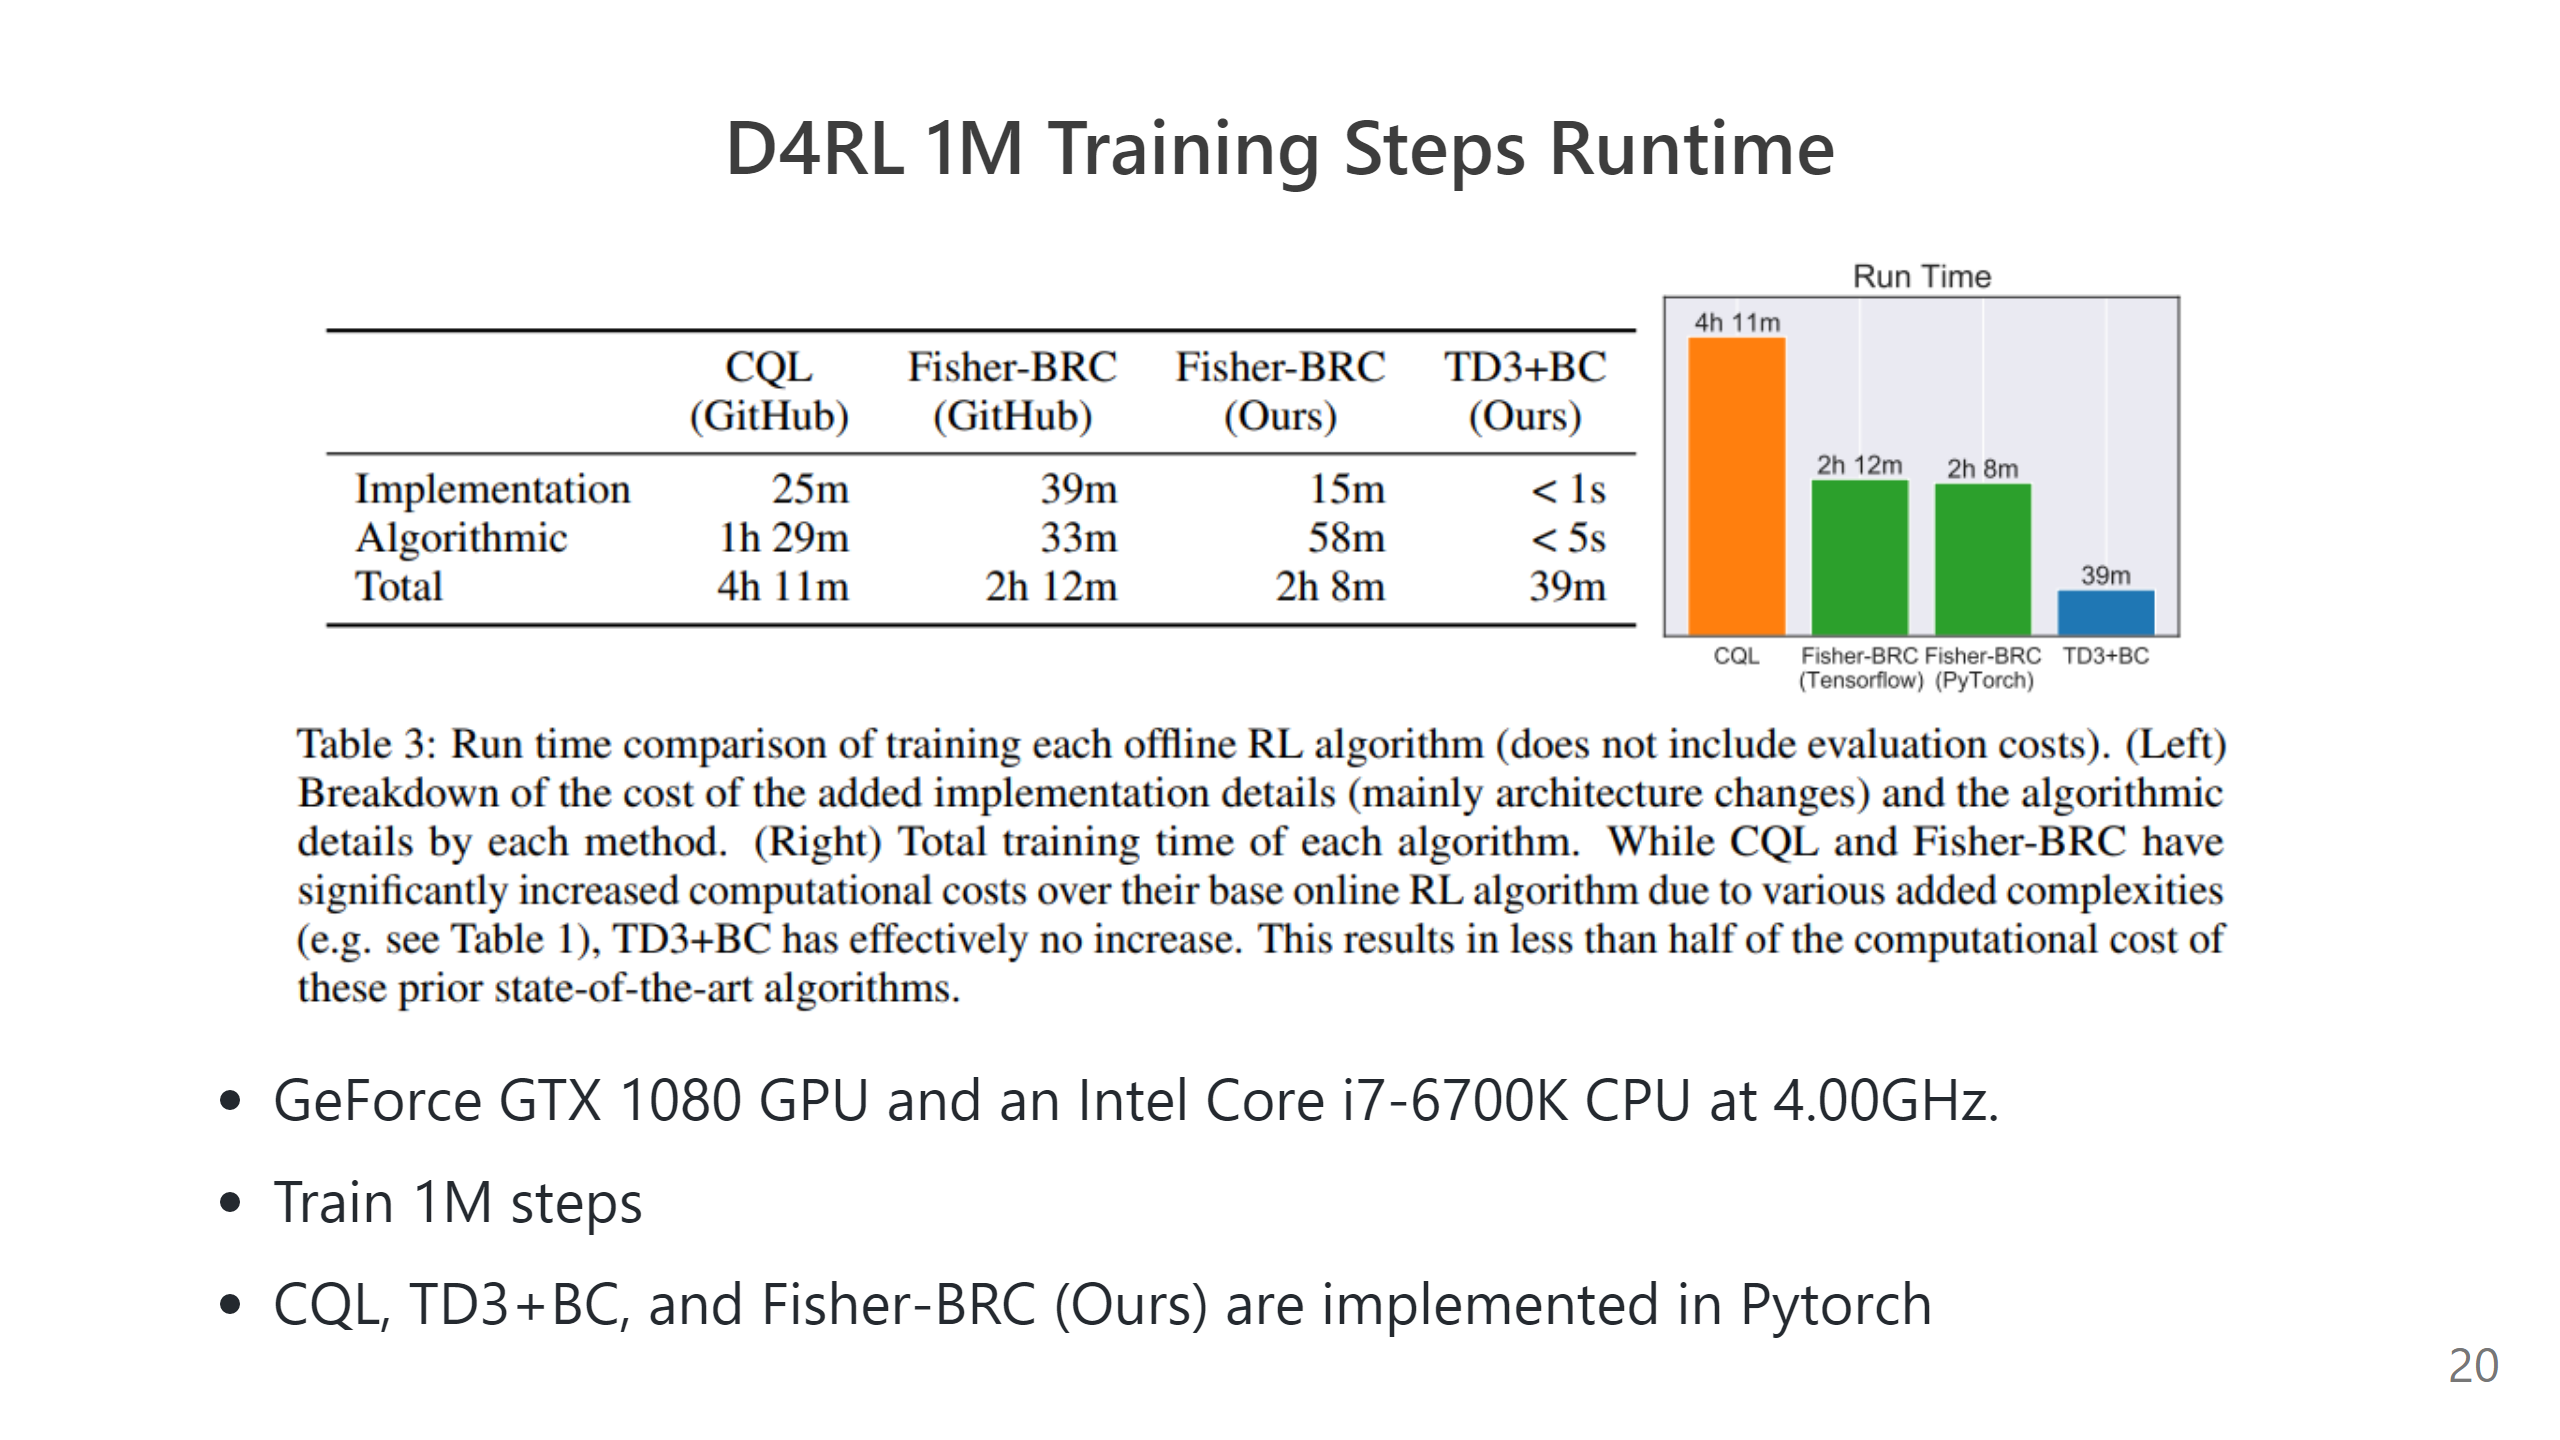 D4RL 1M Training Steps Runtime
CQL Fisher-BRC Fisher-BRC TD3+BC
(GitHub) (GitHub) (Ours) (Ours)
Implementation 25m 39m 15m < 1s
Algorithmic 1h 29m 33m 58m < 5s
Total 4h 11m 2h 12m 2h 8m 39m
Run Time
4h 11m
2h 12m 2h 8m
39m
CQL Fisher-BRC Fisher-BRC TD3+BC
(Tensorflow) (PyTorch)
Table 3: Run time comparison of training each offline RL algorithm (does not include evaluation costs). (Left)
Breakdown of the cost of the added implementation details (mainly architecture changes) and the algorithmic
details by each method. (Right) Total training time of each algorithm. While CQL and Fisher-BRC have
significantly increased computational costs over their base online RL algorithm due to various added complexities
(e.g. see Table 1), TD3+BC has effectively no increase. This results in less than half of the computational cost of
these prior state-of-the-art algorithms.
• GeForce GTX 1080 GPU and an Intel Core i7-6700K CPU at 4.00GHz.
• Train 1M steps
• CQL, TD3+BC, and Fisher-BRC (Ours) are implemented in Pytorch
20